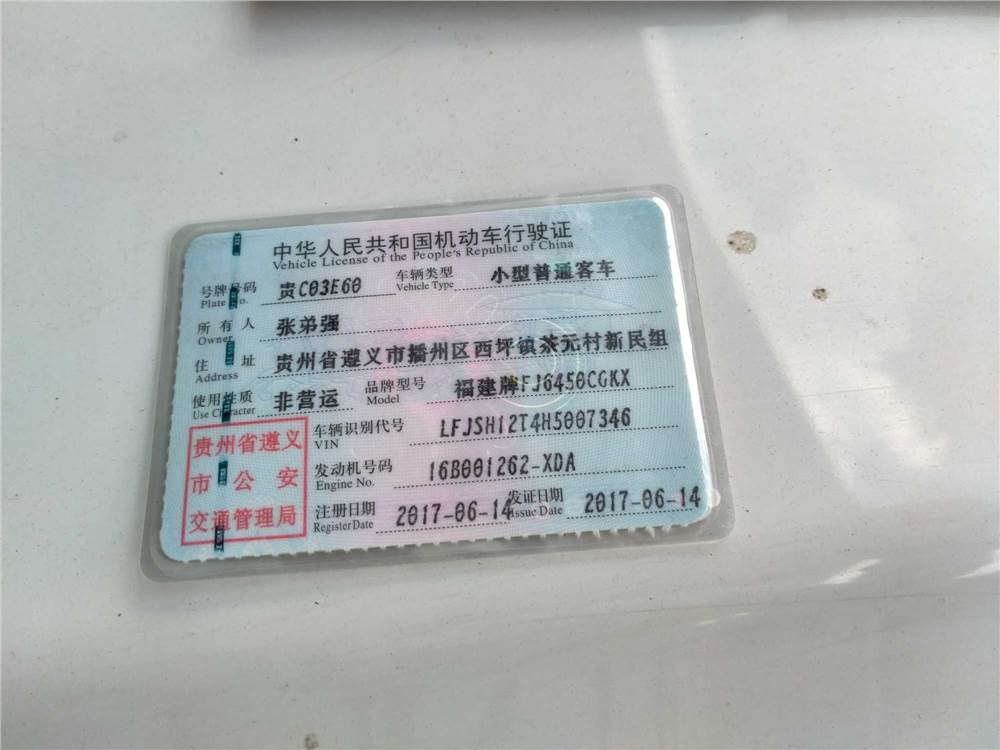 中华人民共和国机动车行驶证
Vehicle License of the People's Republic of China
号牌号码 贵C03E60 车辆类型 小型普通客车
Plate No. Vehicle Type
所有人 张弟强
Owner
住址 贵州省遵义市播州区西坪镇茶元村新民组
Address
使用性质 非营运 品牌型号 福建牌FJ6450CGKX
Use Character Model
车辆识别代号 LFJSH12T4H5007346
VIN
发动机号码 16B001262-XDA
Engine No.
注册日期 2017-06-14 发证日期 2017-06-14
Register Date Issue Date
贵州省遵义
市公安
交通管理局